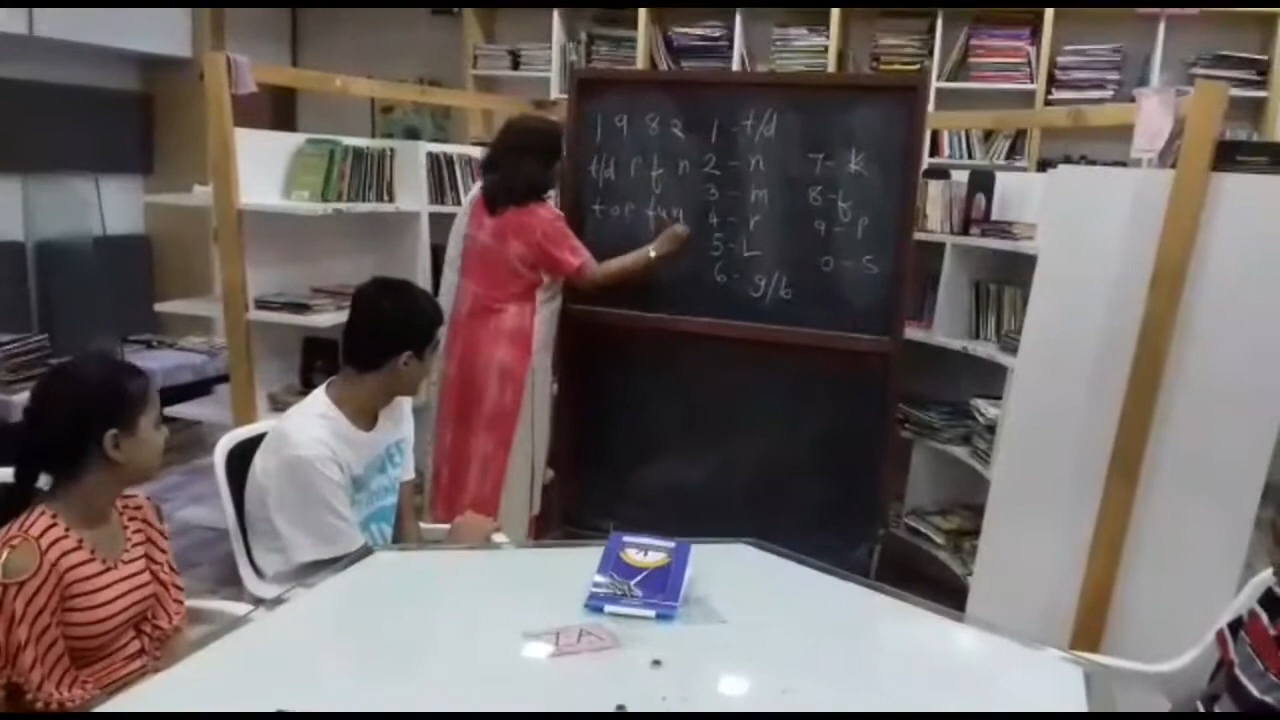 1 9 8 2
t/d r f n
tor fun
1 - t/d
2 - n
3 - m
4 - r
5 - L
6 - g/b
7 - K
8 - f
9 - P
0 - S